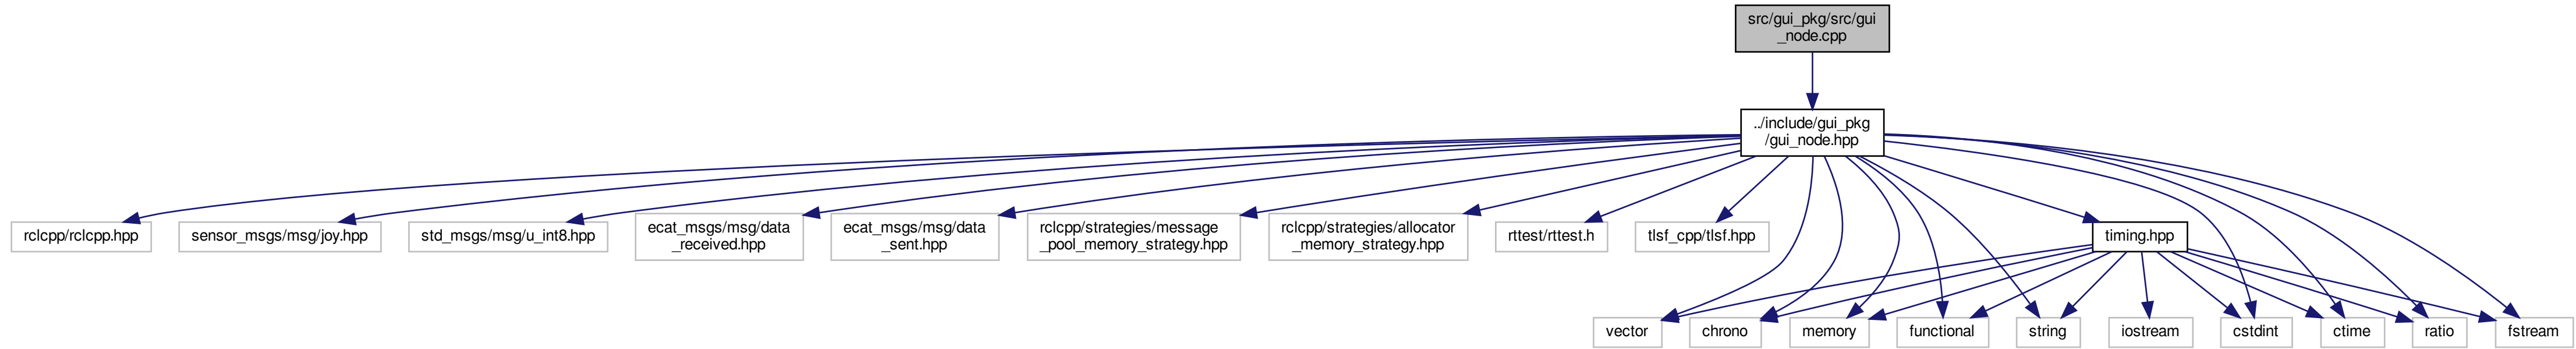 src/gui_pkg/src/gui
_node.cpp
../include/gui_pkg
/gui_node.hpp
rclcpp/rclcpp.hpp
sensor_msgs/msg/joy.hpp
std_msgs/msg/u_int8.hpp
ecat_msgs/msg/data
_received.hpp
ecat_msgs/msg/data
_sent.hpp
rclcpp/strategies/message
_pool_memory_strategy.hpp
rclcpp/strategies/allocator
_memory_strategy.hpp
rttest/rttest.h
tlsf_cpp/tlsf.hpp
timing.hpp
vector
chrono
memory
functional
string
iostream
cstdint
ctime
ratio
fstream